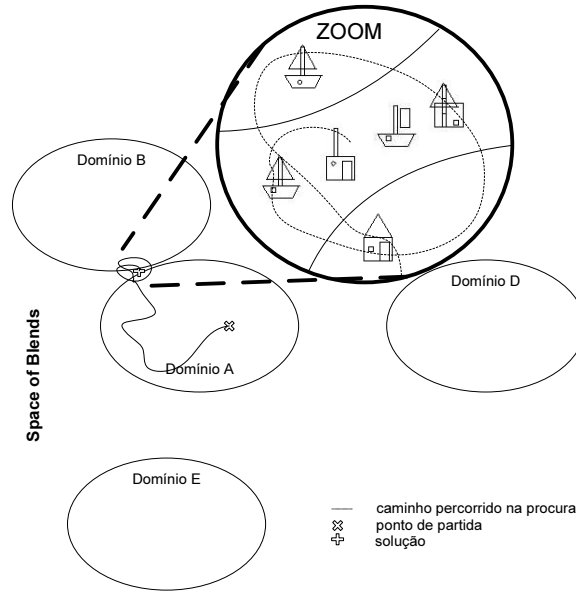 ZOOM
Domínio B
Domínio D
Domínio A
Space of Blends
Domínio E
caminho percorrido na procura
ponto de partida
solução